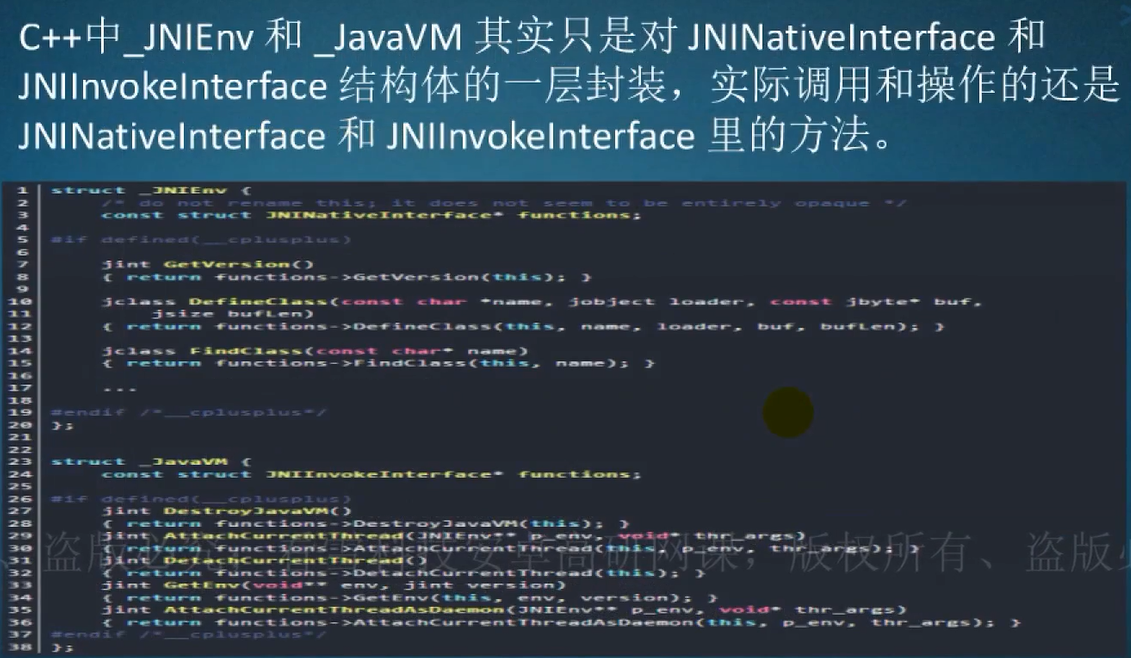 C++中_JNIEnv 和 _JavaVM 其实只是对 JNINativeInterface 和
JNIInvokeInterface 结构体的一层封装，实际调用和操作的还是
JNINativeInterface 和 JNIInvokeInterface 里的方法。
1 struct _JNIEnv {
2 /* do not rename this; it does not seem to be entirely opaque */
3 const struct JNINativeInterface* functions;
4
5 #if defined(__cplusplus)
6
7 jint GetVersion()
8 { return functions->GetVersion(this); }
9
10 jclass DefineClass(const char *name, jobject loader, const jbyte* buf,
11 jsize bufLen)
12 { return functions->DefineClass(this, name, loader, buf, bufLen); }
13
14 jclass FindClass(const char* name)
15 { return functions->FindClass(this, name); }
16
17 ...
18
19 #endif /*__cplusplus*/
20 };
21
22
23 struct _JavaVM {
24 const struct JNIInvokeInterface* functions;
25
26 #if defined(__cplusplus)
27 jint DestroyJavaVM()
28 { return functions->DestroyJavaVM(this); }
29 jint AttachCurrentThread(JNIEnv** p_env, void* thr_args)
30 { return functions->AttachCurrentThread(this, p_env, thr_args); }
31 jint DetachCurrentThread()
32 { return functions->DetachCurrentThread(this); }
33 jint GetEnv(void** env, jint version)
34 { return functions->GetEnv(this, env, version); }
35 jint AttachCurrentThreadAsDaemon(JNIEnv** p_env, void* thr_args)
36 { return functions->AttachCurrentThreadAsDaemon(this, p_env, thr_args); }
37 #endif /*__cplusplus*/
38 };
、盗版 安卓高研网课，版权所有、盗版